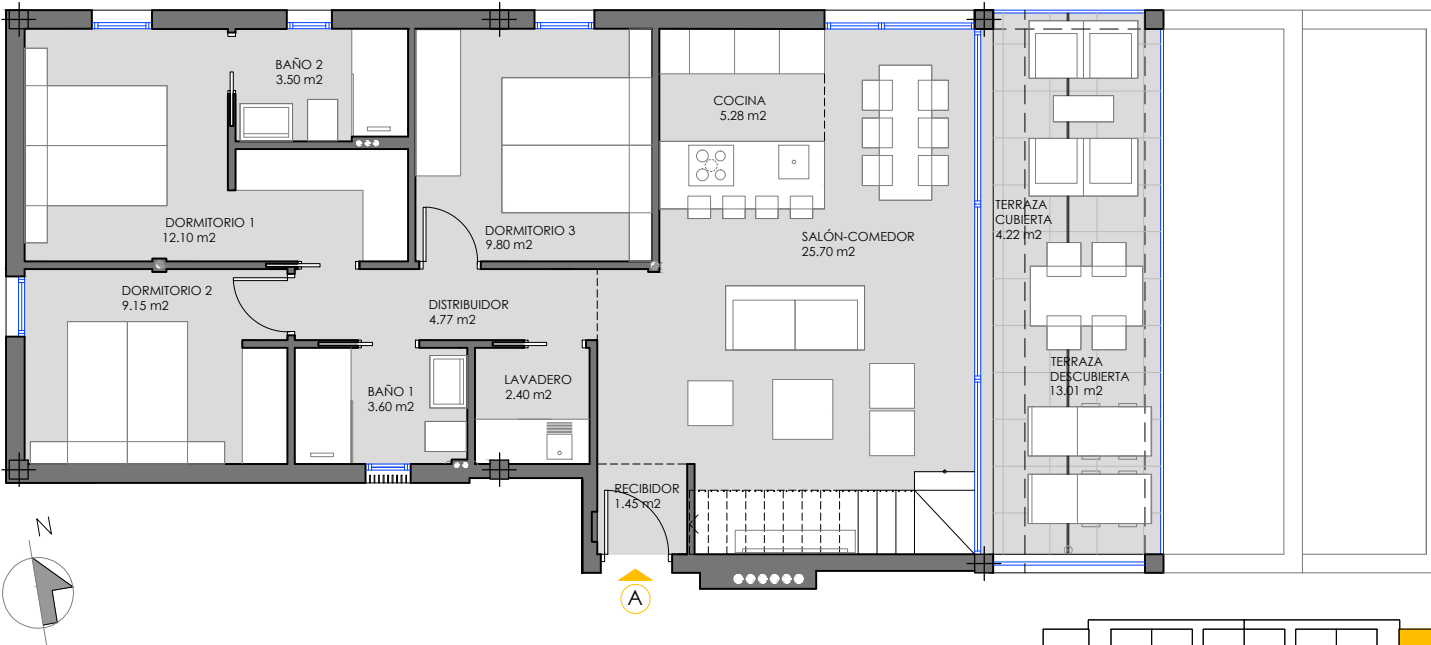 BAÑO 2
3.50 m2
COCINA
5.28 m2
DORMITORIO 1
12.10 m2
DORMITORIO 3
9.80 m2
SALÓN-COMEDOR
25.70 m2
TERRAZA
CUBIERTA
4.22 m2
DORMITORIO 2
9.15 m2
DISTRIBUIDOR
4.77 m2
BAÑO 1
3.60 m2
LAVADERO
2.40 m2
TERRAZA
DESCUBIERTA
13.01 m2
RECIBIDOR
1.45 m2
N
A